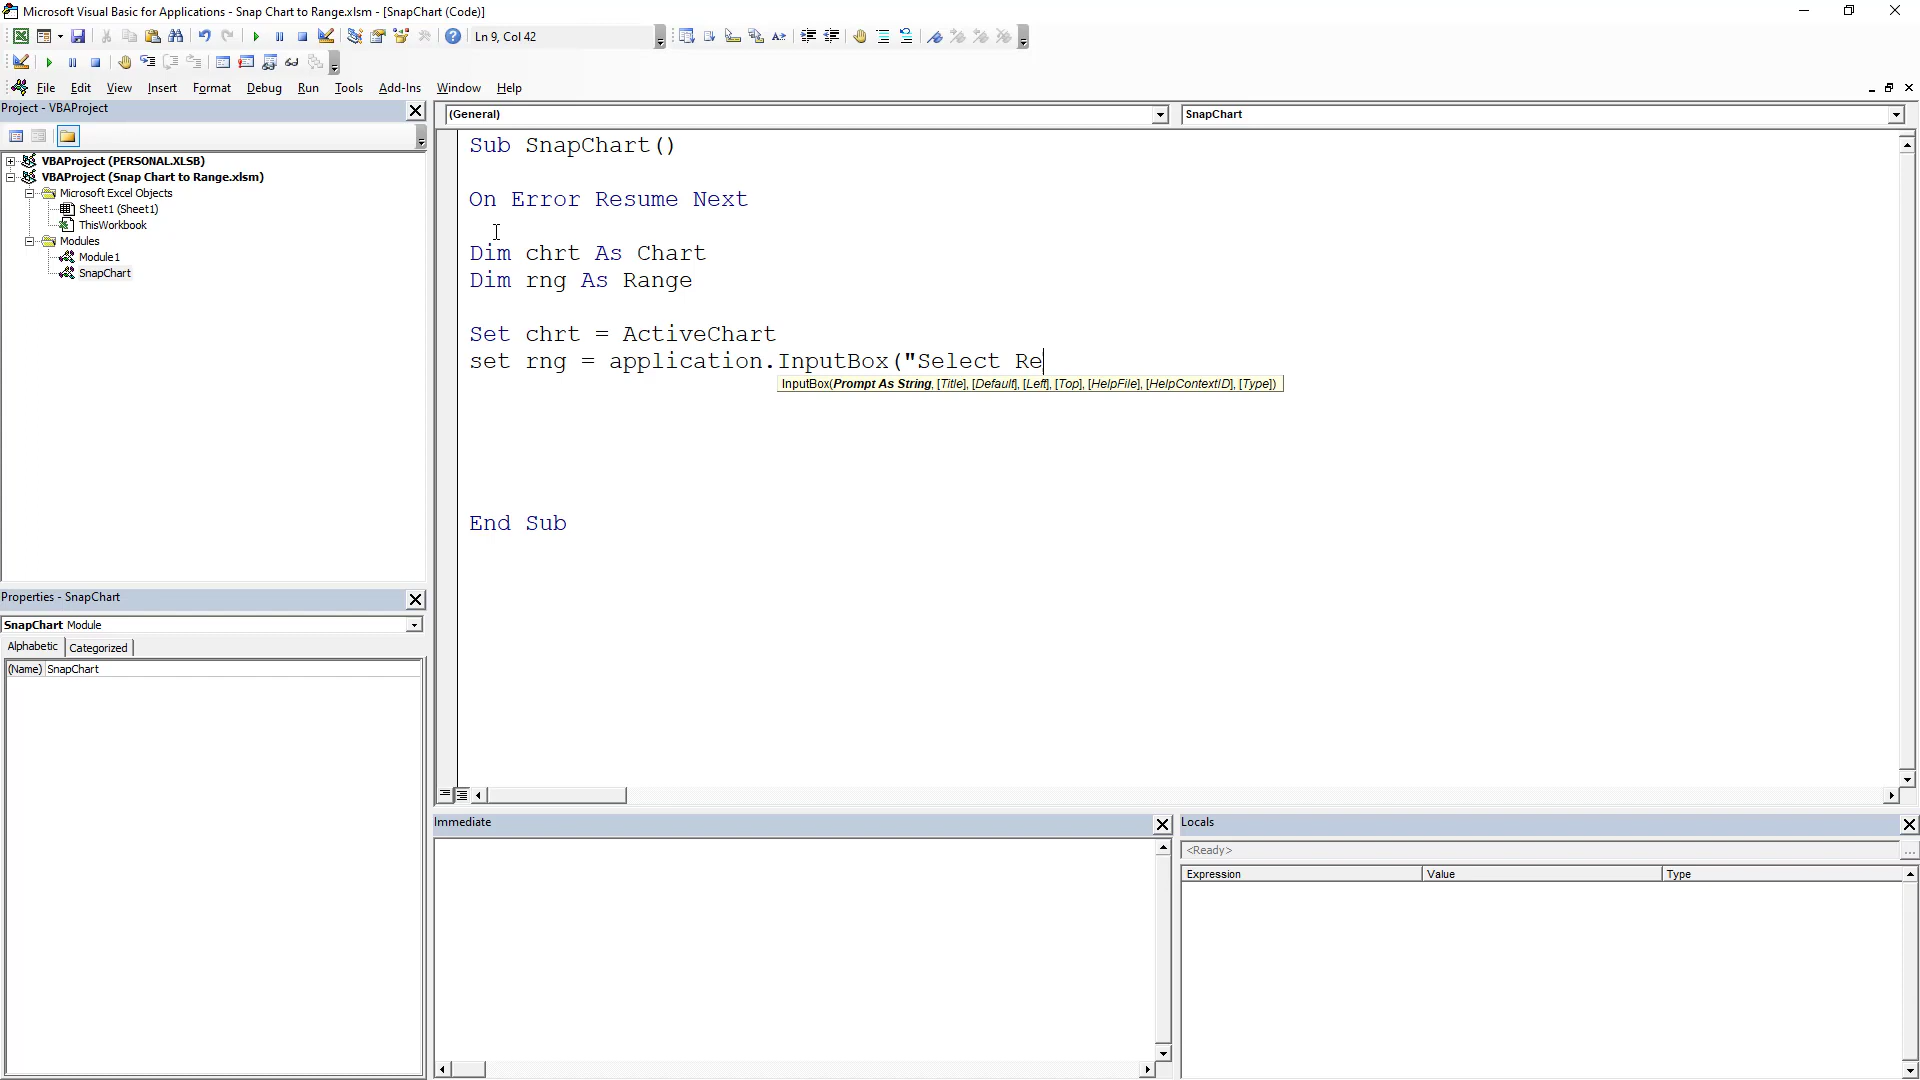 Microsoft Visual Basic for Applications - Snap Chart to Range.xlsm - [SnapChart (Code)]
Ln 9, Col 42
File Edit View Insert Format Debug Run Tools Add-Ins Window Help
Project - VBAProject
VBAProject (PERSONAL.XLSB)
VBAProject (Snap Chart to Range.xlsm)
Microsoft Excel Objects
Sheet1 (Sheet1)
ThisWorkbook
Modules
Module1
SnapChart
Properties - SnapChart
SnapChart Module
Alphabetic Categorized
(Name) SnapChart
(General) SnapChart
Sub SnapChart()
On Error Resume Next
Dim chrt As Chart
Dim rng As Range
Set chrt = ActiveChart
set rng = application.InputBox("Select Re
InputBox(Prompt As String, [Title], [Default], [Left], [Top], [HelpFile], [HelpContextID], [Type])
End Sub
Immediate
Locals
<Ready>
Expression Value Type